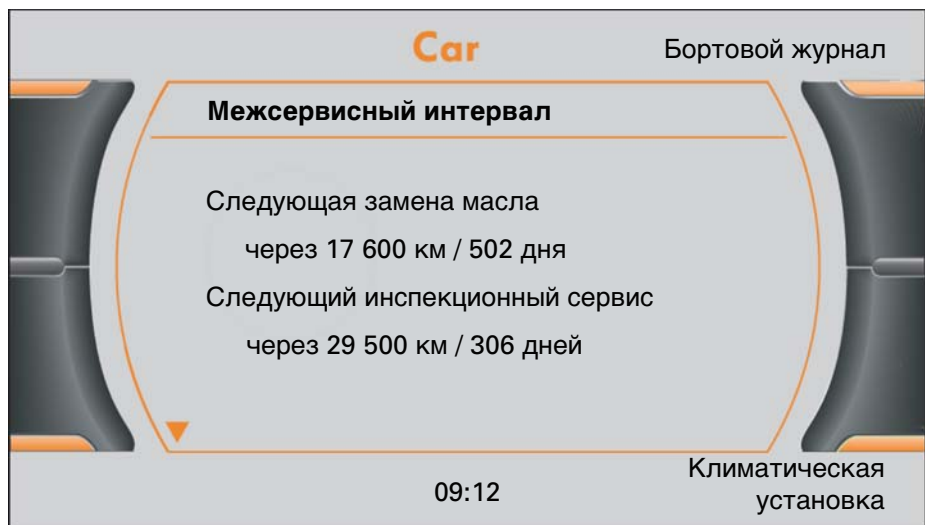 Car
Бортовой журнал
Межсервисный интервал
Следующая замена масла
через 17 600 км / 502 дня
Следующий инспекционный сервис
через 29 500 км / 306 дней
09:12
Климатическая
установка